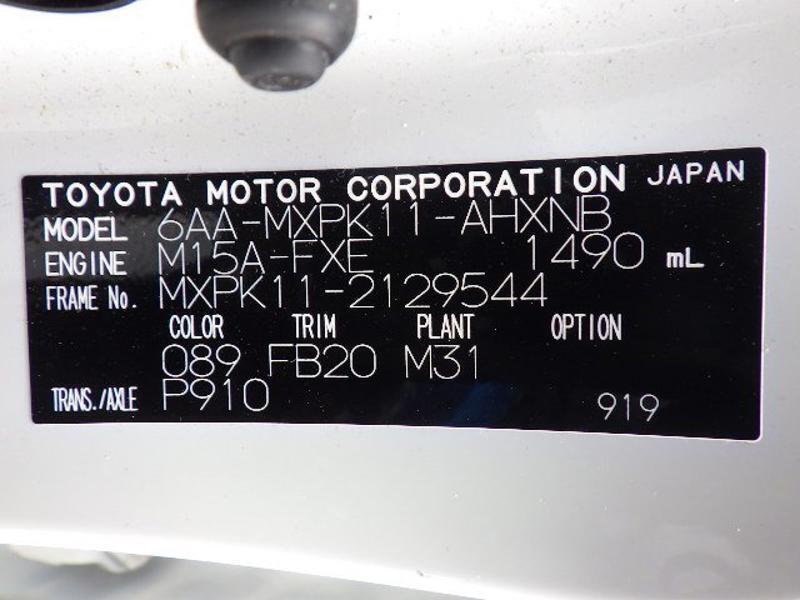 TOYOTA MOTOR CORPORATION JAPAN
MODEL 6AA-MXPK11-AHXNB
ENGINE M15A-FXE 1490 mL
FRAME No. MXPK11-2129544
COLOR TRIM PLANT OPTION
089 FB20 M31
TRANS./AXLE P910 919